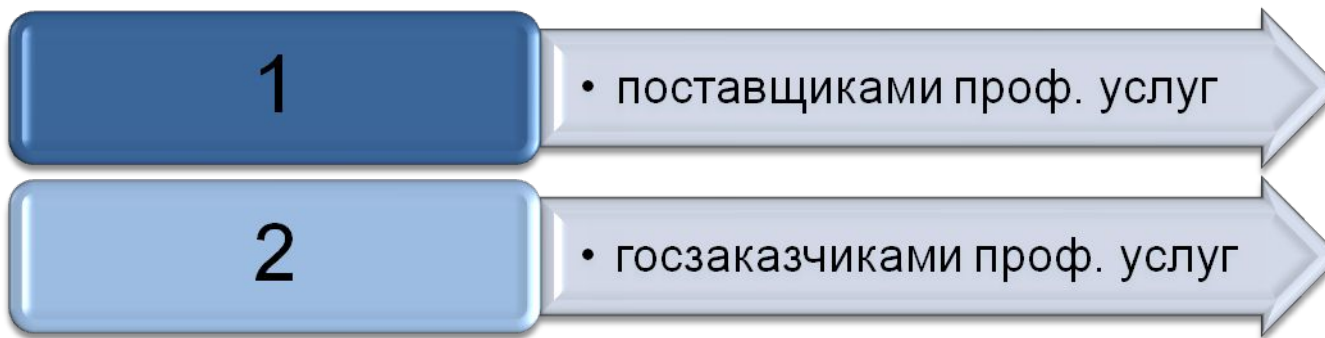 1
• поставщиками проф. услуг
2
• госзаказчиками проф. услуг